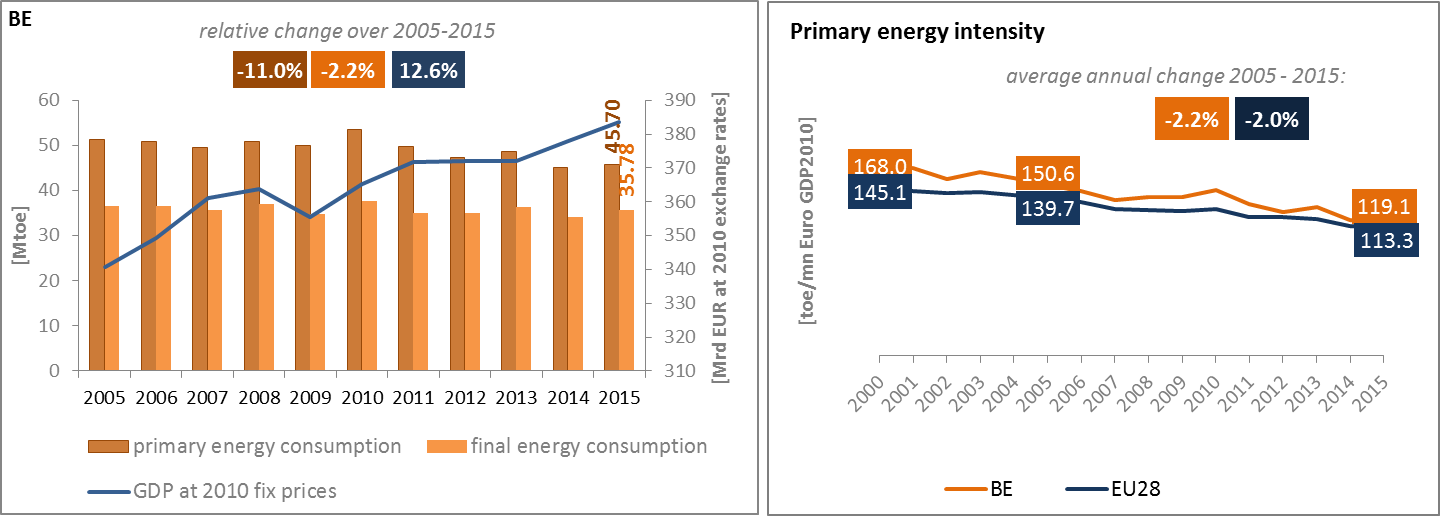 BE
relative change over 2005-2015
-11.0% -2.2% 12.6%
[Mtoe]
60
50
40
30
20
10
0
45.70
35.78
390
380
370
360
350
340
330
320
310
[Mrd EUR at 2010 exchange rates]
2005 2006 2007 2008 2009 2010 2011 2012 2013 2014 2015
primary energy consumption final energy consumption
GDP at 2010 fix prices
Primary energy intensity
average annual change 2005 - 2015:
-2.2% -2.0%
[toe/mn Euro GDP2010]
168.0 150.6 119.1
145.1 139.7 113.3
2000 2001 2002 2003 2004 2005 2006 2007 2008 2009 2010 2011 2012 2013 2014 2015
BE EU28